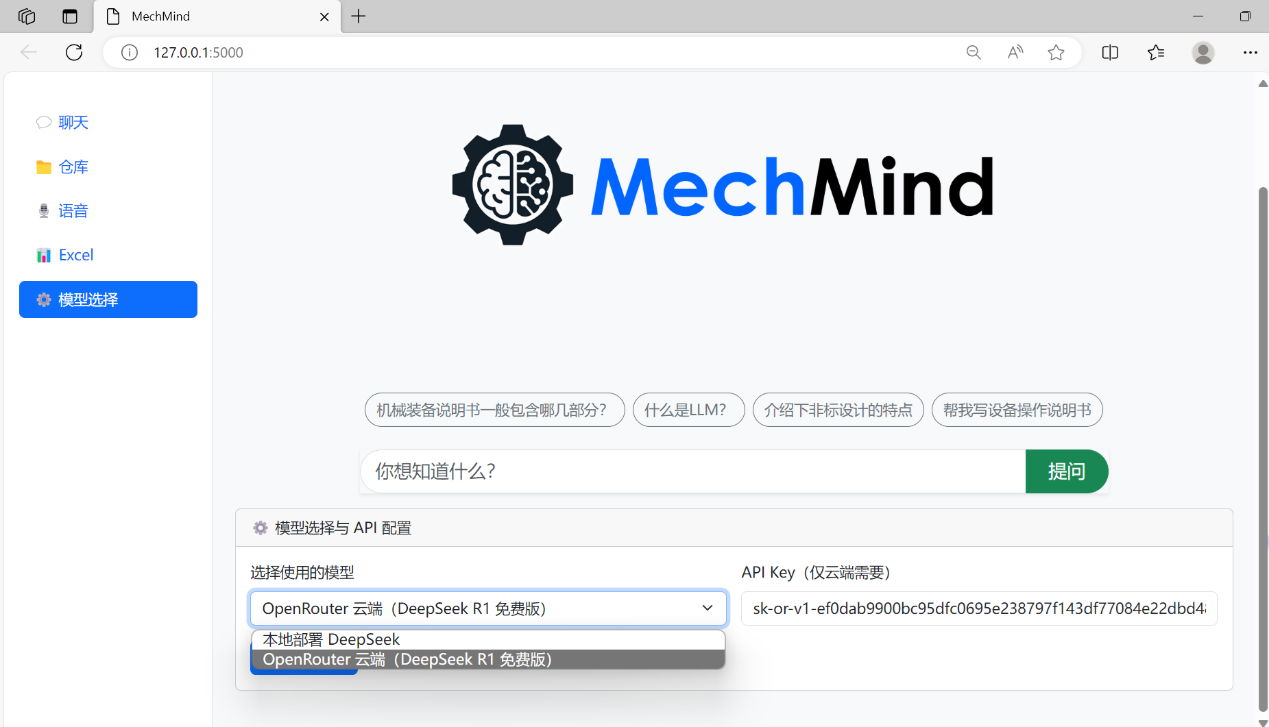 MechMind
127.0.0.1:5000
聊天
仓库
语音
Excel
模型选择
MechMind
机械装备说明书一般包含哪几部分？
什么是LLM？
介绍下非标设计的特点
帮我写设备操作说明书
你想知道什么？
提问
模型选择与 API 配置
选择使用的模型
API Key（仅云端需要）
OpenRouter 云端（DeepSeek R1 免费版）
sk-or-v1-ef0dab9900bc95dfc0695e238797f143df77084e22dbd4
本地部署 DeepSeek
OpenRouter 云端（DeepSeek R1 免费版）